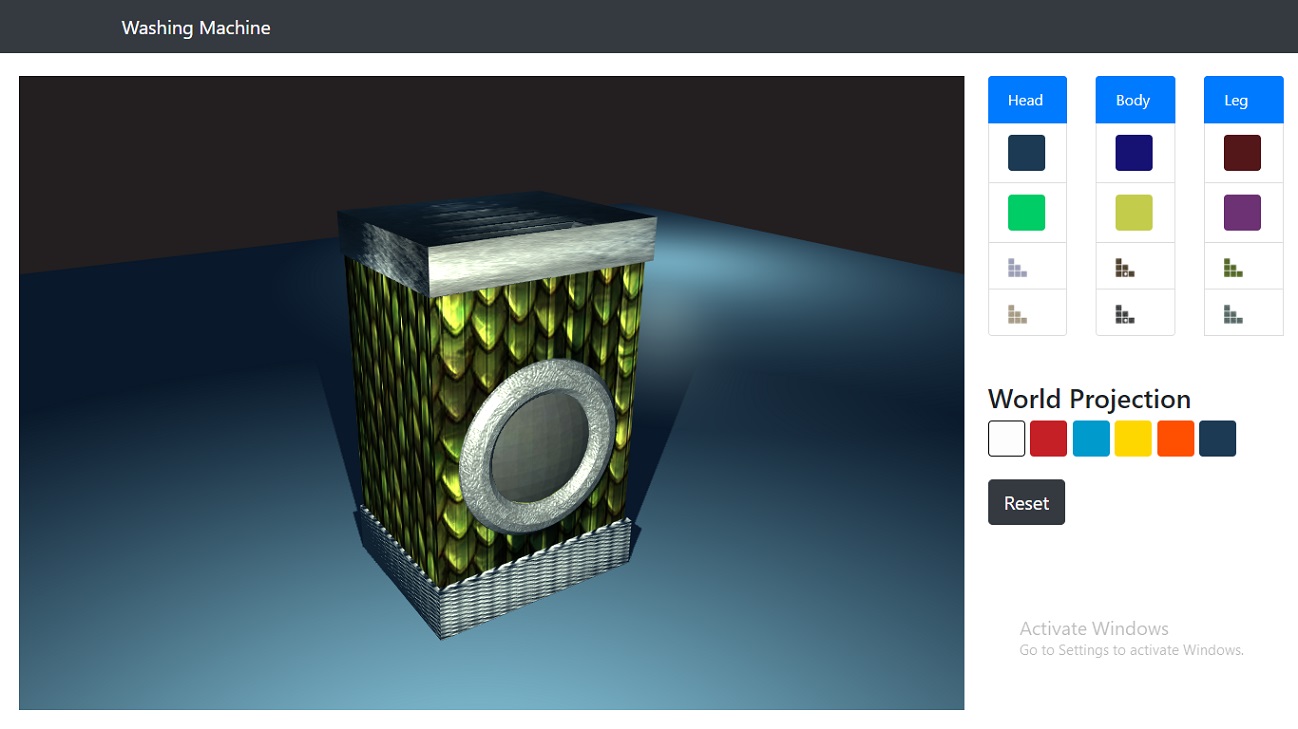 Washing Machine
Head
Body
Leg
World Projection
Reset
Activate Windows
Go to Settings to activate Windows.